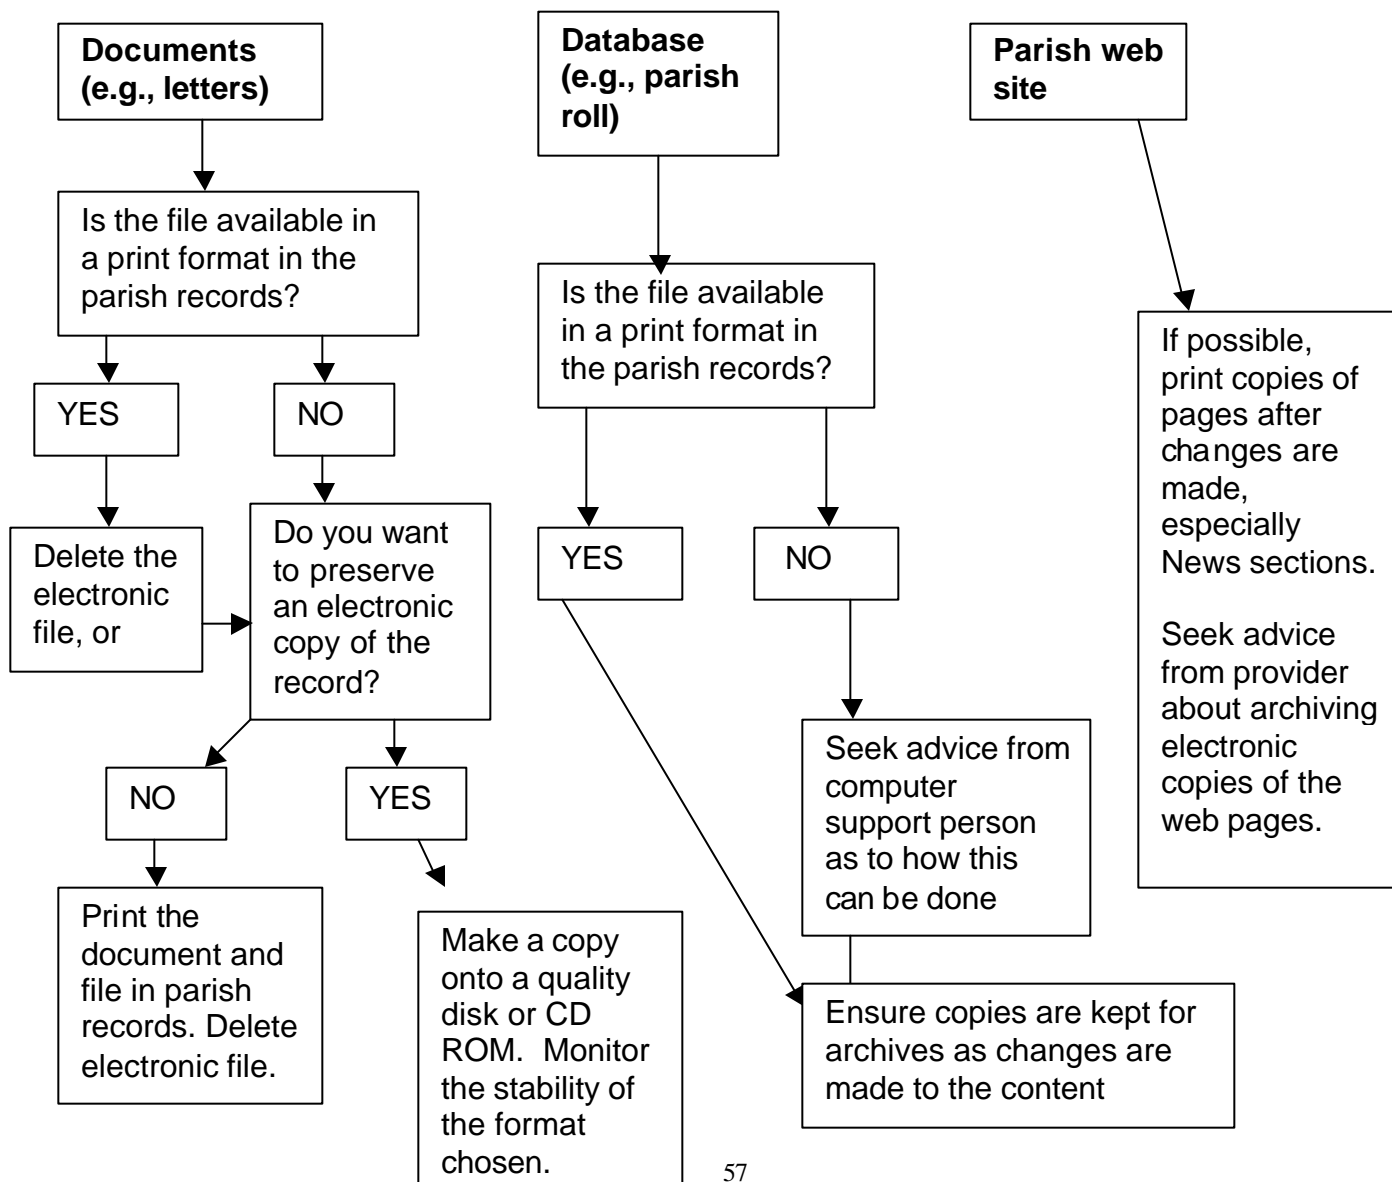 Documents
(e.g., letters)
Is the file available in
a print format in the
parish records?
YES
NO
Delete the
electronic
file, or
Do you want
to preserve
an electronic
copy of the
record?
NO
YES
Print the
document and
file in parish
records. Delete
electronic file.
Make a copy
onto a quality
disk or CD
ROM.  Monitor
the stability of
the format
chosen.
Database
(e.g., parish
roll)
Is the file available
in a print format in
the parish records?
YES
NO
Seek advice from
computer
support person
as to how this
can be done
Ensure copies are kept for
archives as changes are
made to the content
Parish web
site
If possible,
print copies of
pages after
changes are
made,
especially
News sections.
Seek advice
from provider
about archiving
electronic
copies of the
web pages.
57